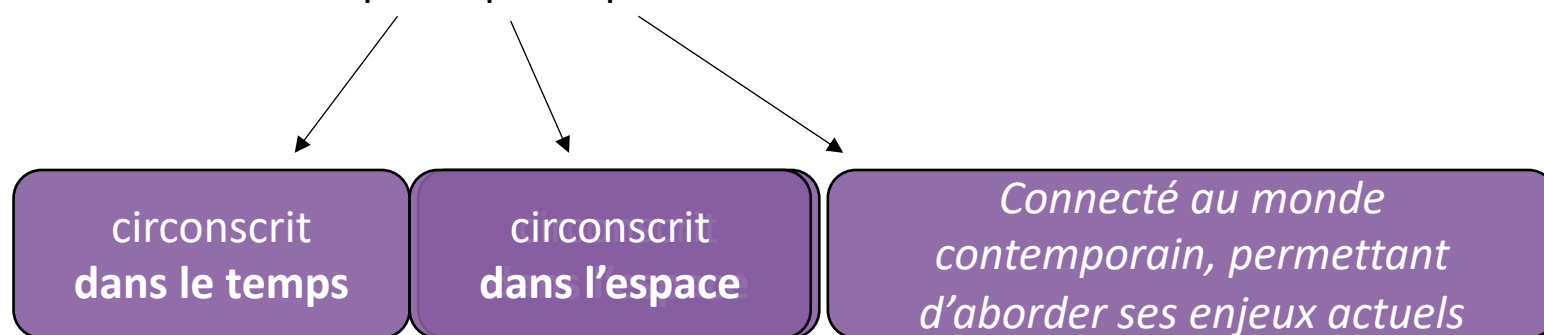 circonscrit
dans le temps
circonscrit
dans l’espace
Connecté au monde
contemporain, permettant
d’aborder ses enjeux actuels